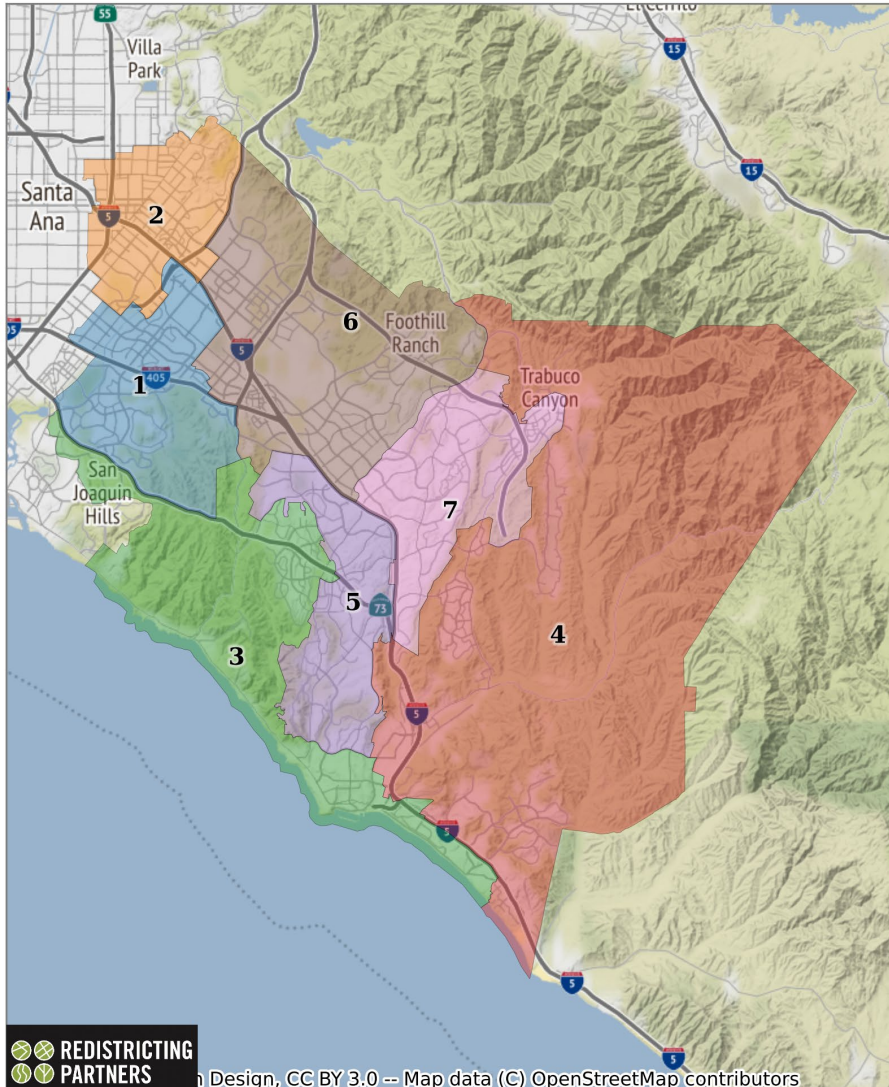 55
El Cerrito
15
Villa
Park
15
Santa
Ana
5
2
6
Foothill
Ranch
5
405
1
405
Trabuco
Canyon
San
Joaquin
Hills
7
5
73
4
3
5
5
5
5
REDISTRICTING
PARTNERS
n Design, CC BY 3.0 -- Map data (C) OpenStreetMap contributors